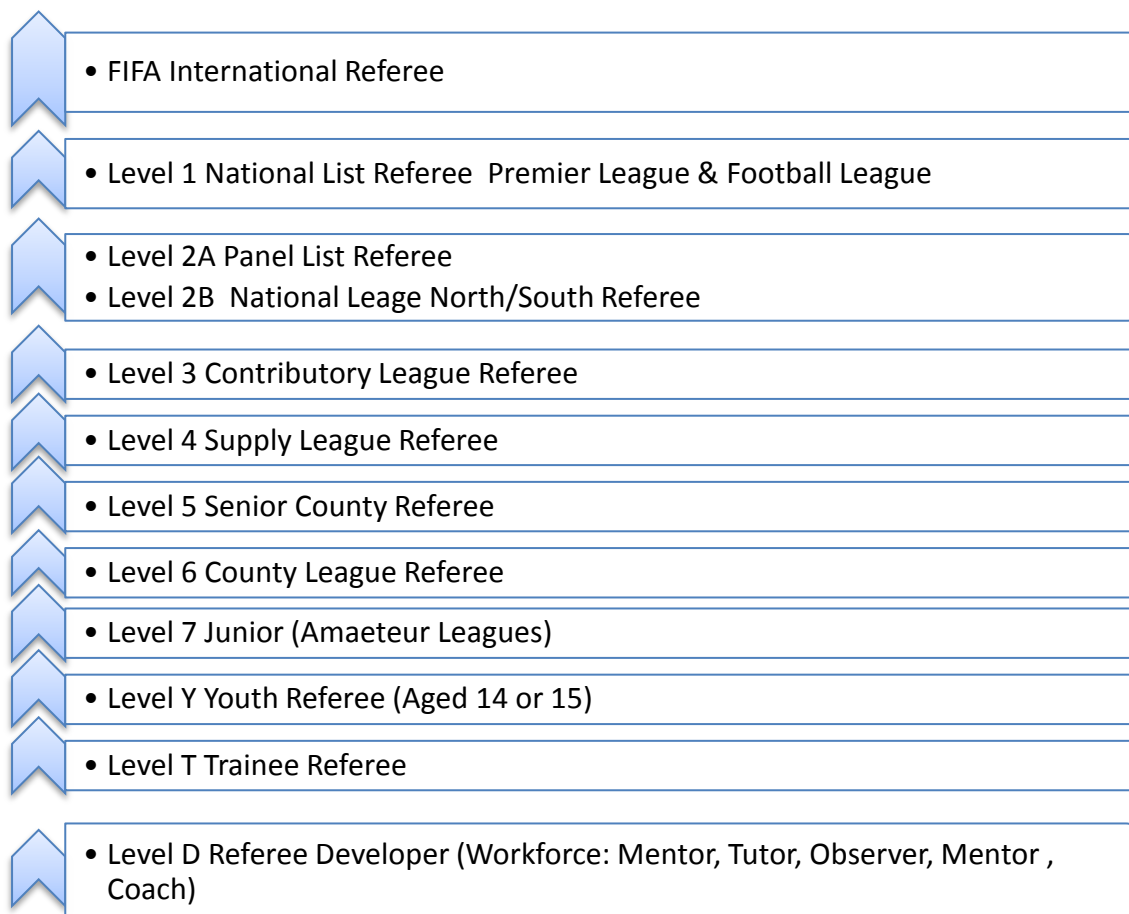 • FIFA International Referee
• Level 1 National List Referee  Premier League & Football League
• Level 2A Panel List Referee
• Level 2B  National Leage North/South Referee
• Level 3 Contributory League Referee
• Level 4 Supply League Referee
• Level 5 Senior County Referee
• Level 6 County League Referee
• Level 7 Junior (Amaeteur Leagues)
• Level Y Youth Referee (Aged 14 or 15)
• Level T Trainee Referee
• Level D Referee Developer (Workforce: Mentor, Tutor, Observer, Mentor ,
Coach)